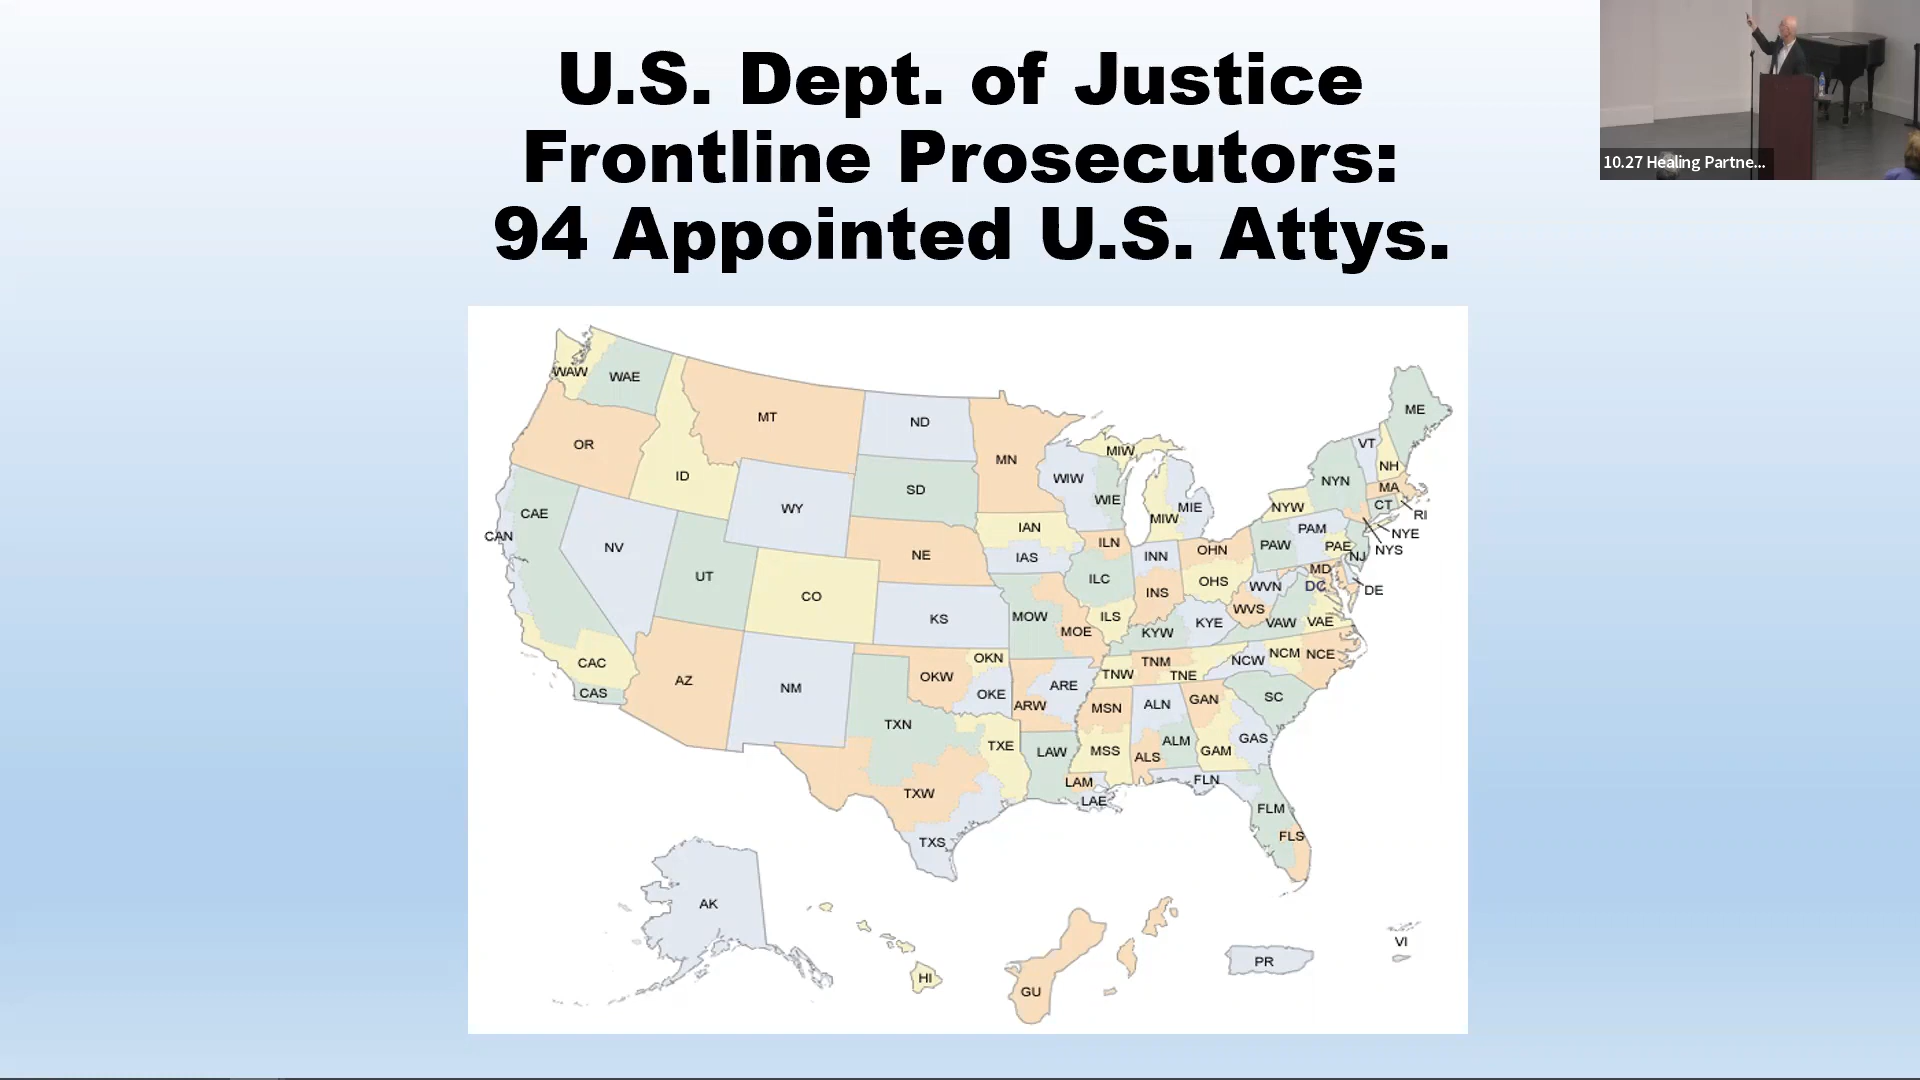 U.S. Dept. of Justice
Frontline Prosecutors:
94 Appointed U.S. Attys.
10.27 Healing Partne...
WAW
WAE
MT
ND
MN
ME
OR
ID
SD
WIW
WIE
MIW
MIW
MIE
VT
NH
NYN
MA
CT
RI
NYW
NYE
NYS
CAE
CAN
WY
NV
UT
CO
NE
KS
IAN
IAS
ILN
ILC
ILS
INN
INS
OHN
OHS
PAW
PAM
PAE
NJ
MD
DC
DE
WVN
WVS
VAW
VAE
KYE
KYW
MOW
MOE
CAC
CAS
AZ
NM
OKW
OKN
OKE
ARE
ARW
TNW
TNM
TNE
NCW
NCM
NCE
SC
TXN
TXE
TXW
TXS
LAW
LAM
LAE
MSN
MSS
ALN
ALM
ALS
GAN
GAM
GAS
FLN
FLM
FLS
AK
HI
GU
PR
VI